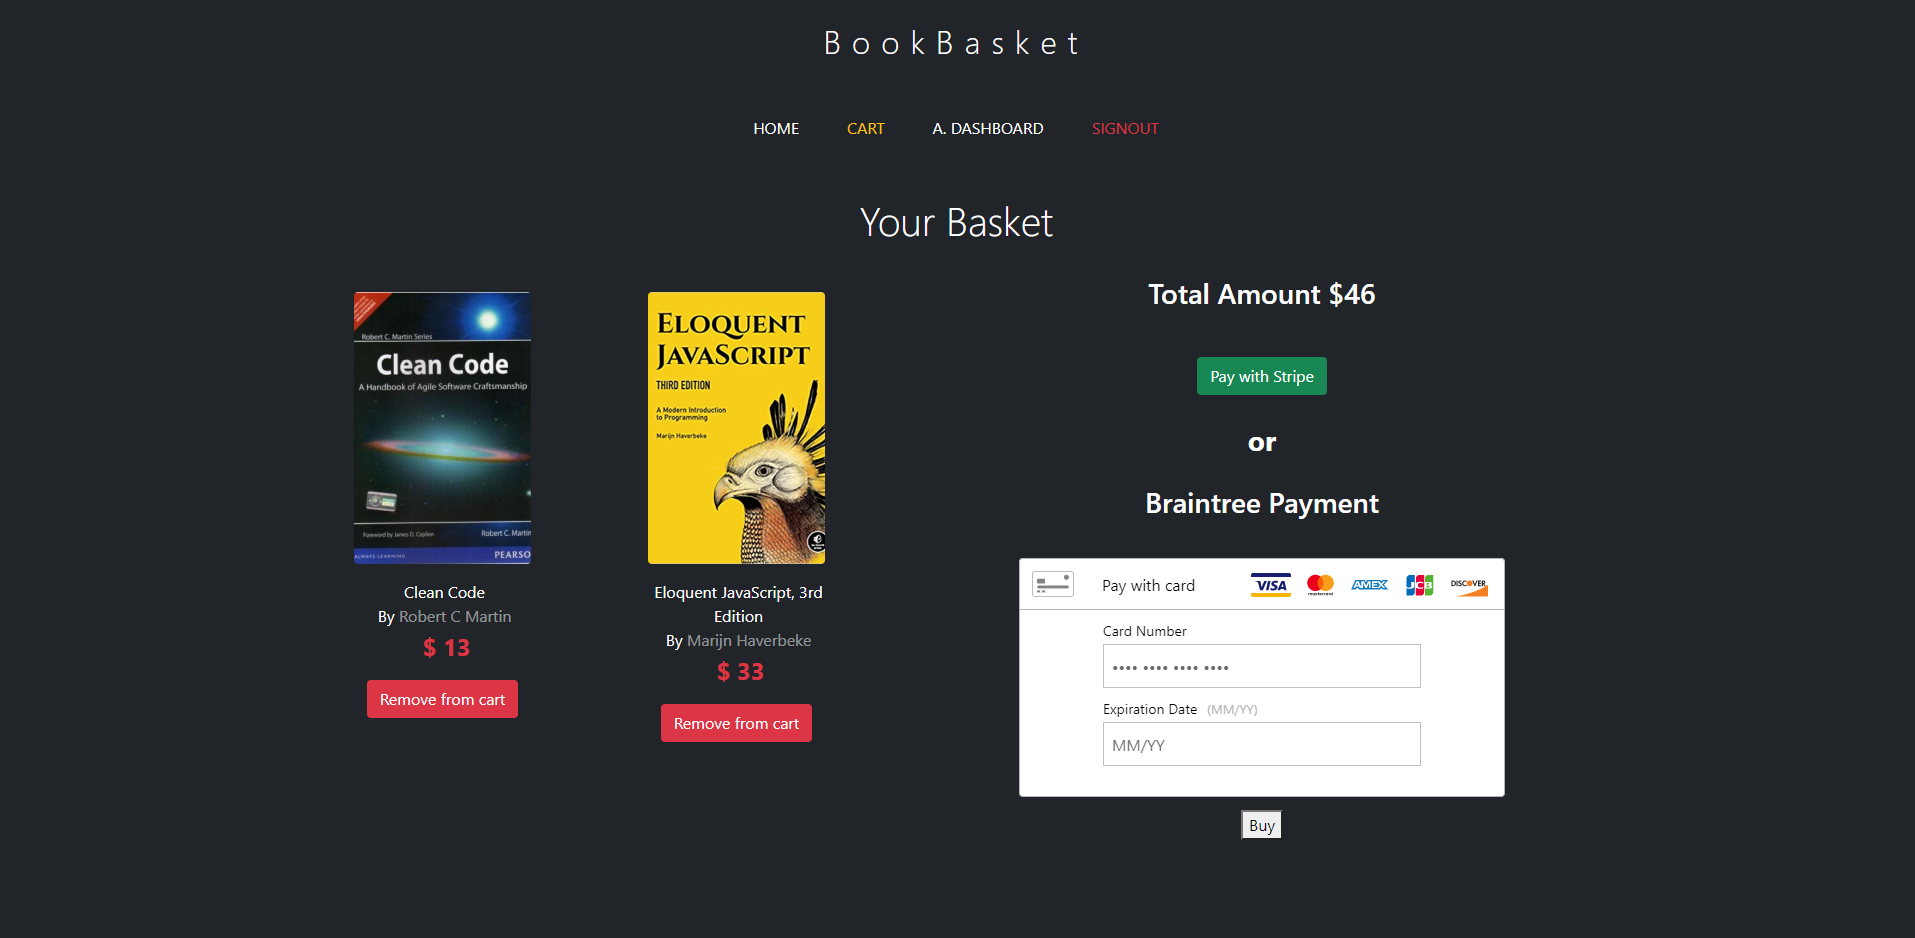 BookBasket
HOME CART A. DASHBOARD SIGNOUT
Your Basket
Robert C. Martin Series
Clean Code
A Handbook of Agile Software Craftsmanship
Foreword by James O. Coplien
Robert C. Martin
ALWAYS LEARNING
PEARSO
Clean Code
By Robert C Martin
$ 13
Remove from cart
ELOQUENT
JAVASCRIPT
THIRD EDITION
A Modern Introduction
to Programming
Marijn Haverbeke
Eloquent JavaScript, 3rd
Edition
By Marijn Haverbeke
$ 33
Remove from cart
Total Amount $46
Pay with Stripe
or
Braintree Payment
Pay with card
VISA
mastercard
AMEX
JCB
DISCOVER
Card Number
•••• •••• •••• ••••
Expiration Date (MM/YY)
MM/YY
Buy